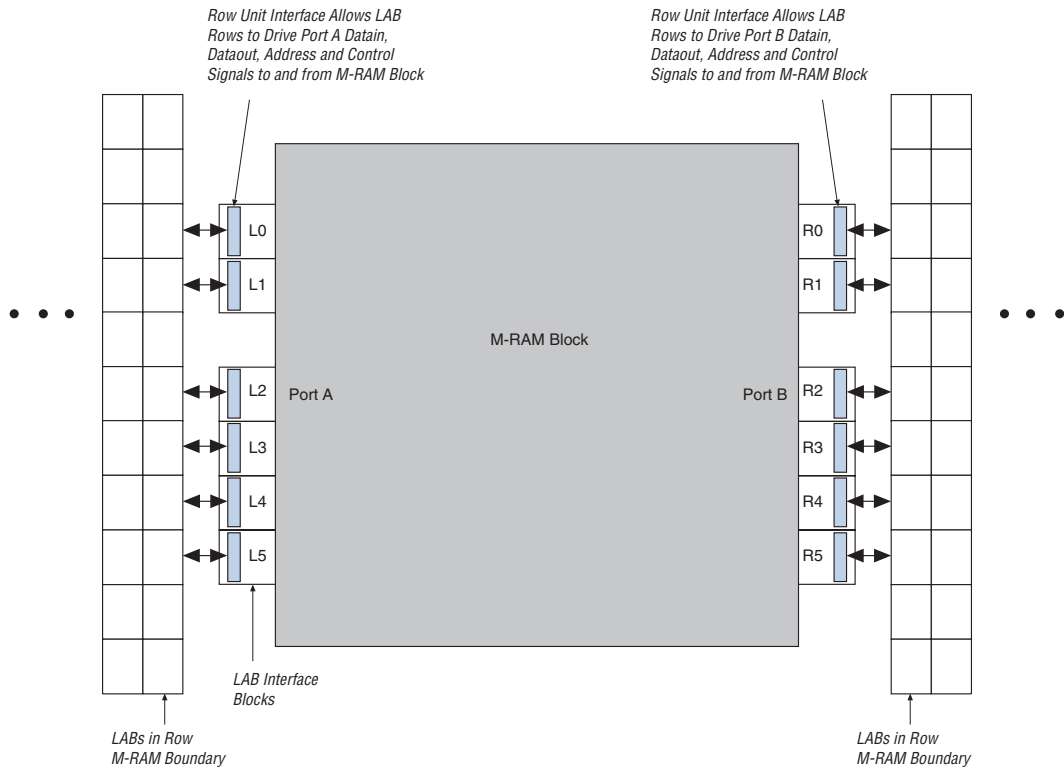 Row Unit Interface Allows LAB
Rows to Drive Port A Datain,
Dataout, Address and Control
Signals to and from M-RAM Block
Row Unit Interface Allows LAB
Rows to Drive Port B Datain,
Dataout, Address and Control
Signals to and from M-RAM Block
L0
R0
L1
R1
M-RAM Block
L2
Port A
Port B
R2
L3
R3
L4
R4
L5
R5
LAB Interface
Blocks
LABs in Row
M-RAM Boundary
LABs in Row
M-RAM Boundary